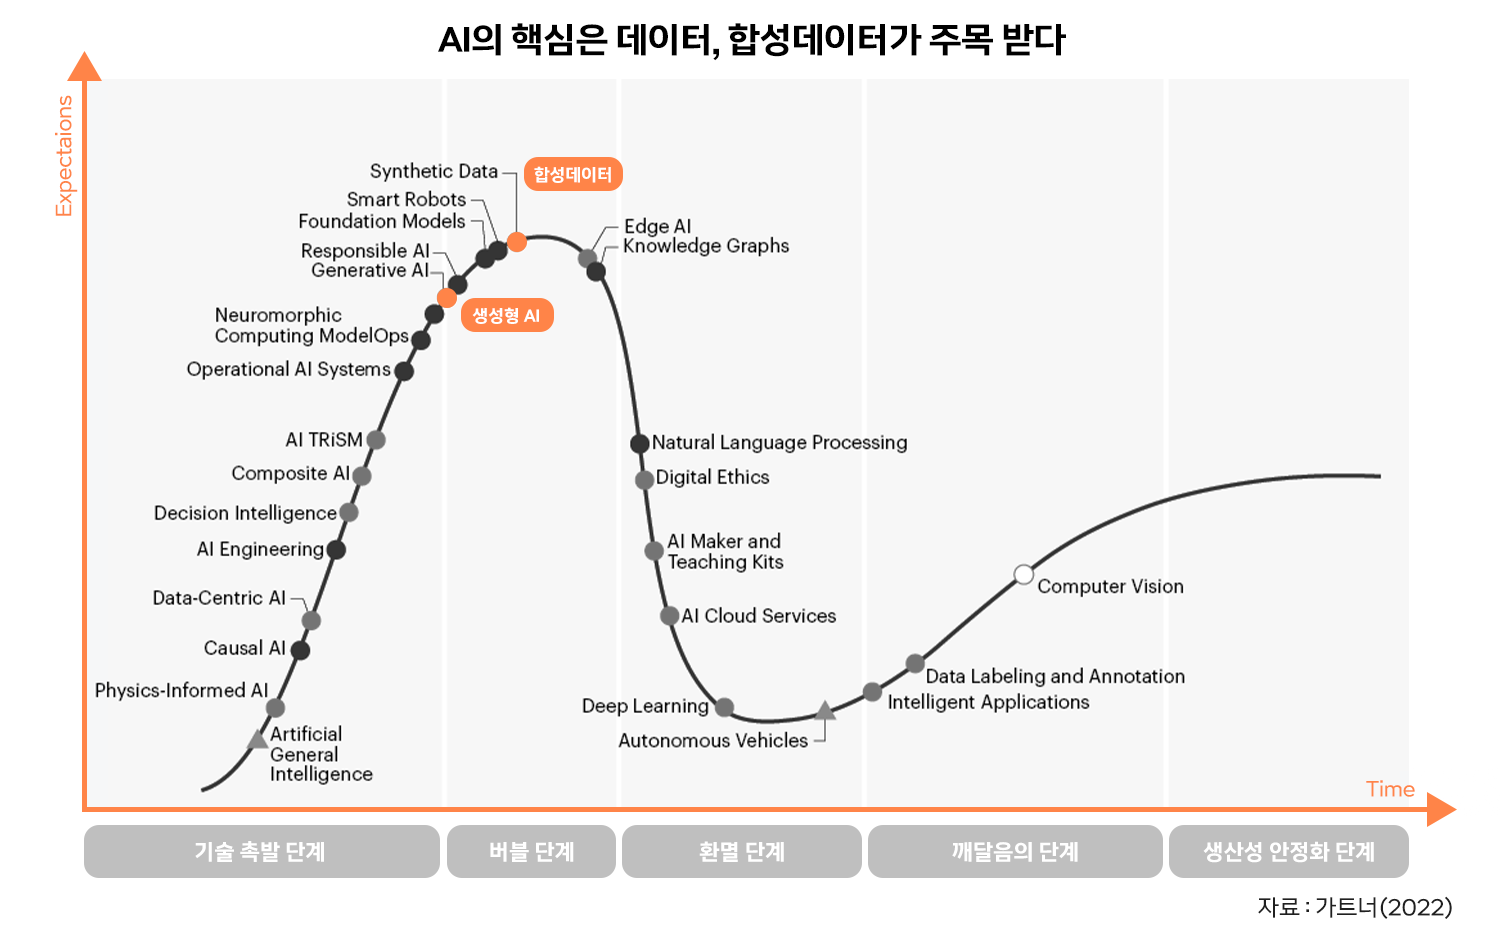 AI의 핵심은 데이터, 합성데이터가 주목 받다
Expectaions
Synthetic Data
합성데이터
Smart Robots
Foundation Models
Responsible AI
Generative AI
생성형 AI
Neuromorphic
Computing ModelOps
Operational AI Systems
AI TRiSM
Composite AI
Decision Intelligence
AI Engineering
Data-Centric AI
Causal AI
Physics-Informed AI
Artificial
General
Intelligence
Edge AI
Knowledge Graphs
Natural Language Processing
Digital Ethics
AI Maker and
Teaching Kits
AI Cloud Services
Deep Learning
Autonomous Vehicles
Computer Vision
Data Labeling and Annotation
Intelligent Applications
Time
기술 촉발 단계
버블 단계
환멸 단계
깨달음의 단계
생산성 안정화 단계
자료 : 가트너(2022)